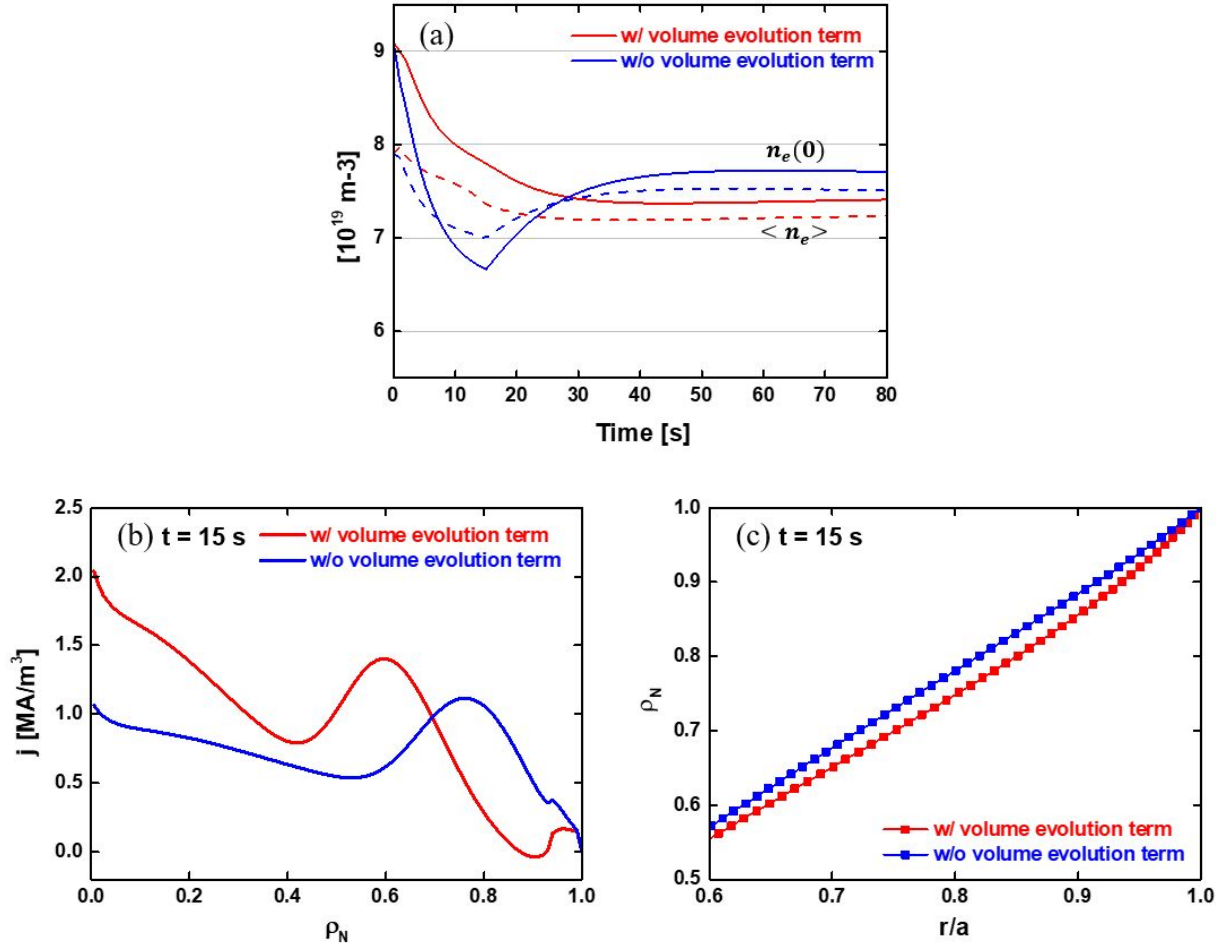 (a)
w/ volume evolution term
w/o volume evolution term
[10^19 m-3]
9
8
7
6
n_e(0)
< n_e >
0 10 20 30 40 50 60 70 80
Time [s]
(b) t = 15 s
w/ volume evolution term
w/o volume evolution term
j [MA/m^3]
2.5
2.0
1.5
1.0
0.5
0.0
0.0 0.2 0.4 0.6 0.8 1.0
ρ_N
(c) t = 15 s
ρ_N
1.0
0.9
0.8
0.7
0.6
0.5
w/ volume evolution term
w/o volume evolution term
0.6 0.7 0.8 0.9 1.0
r/a